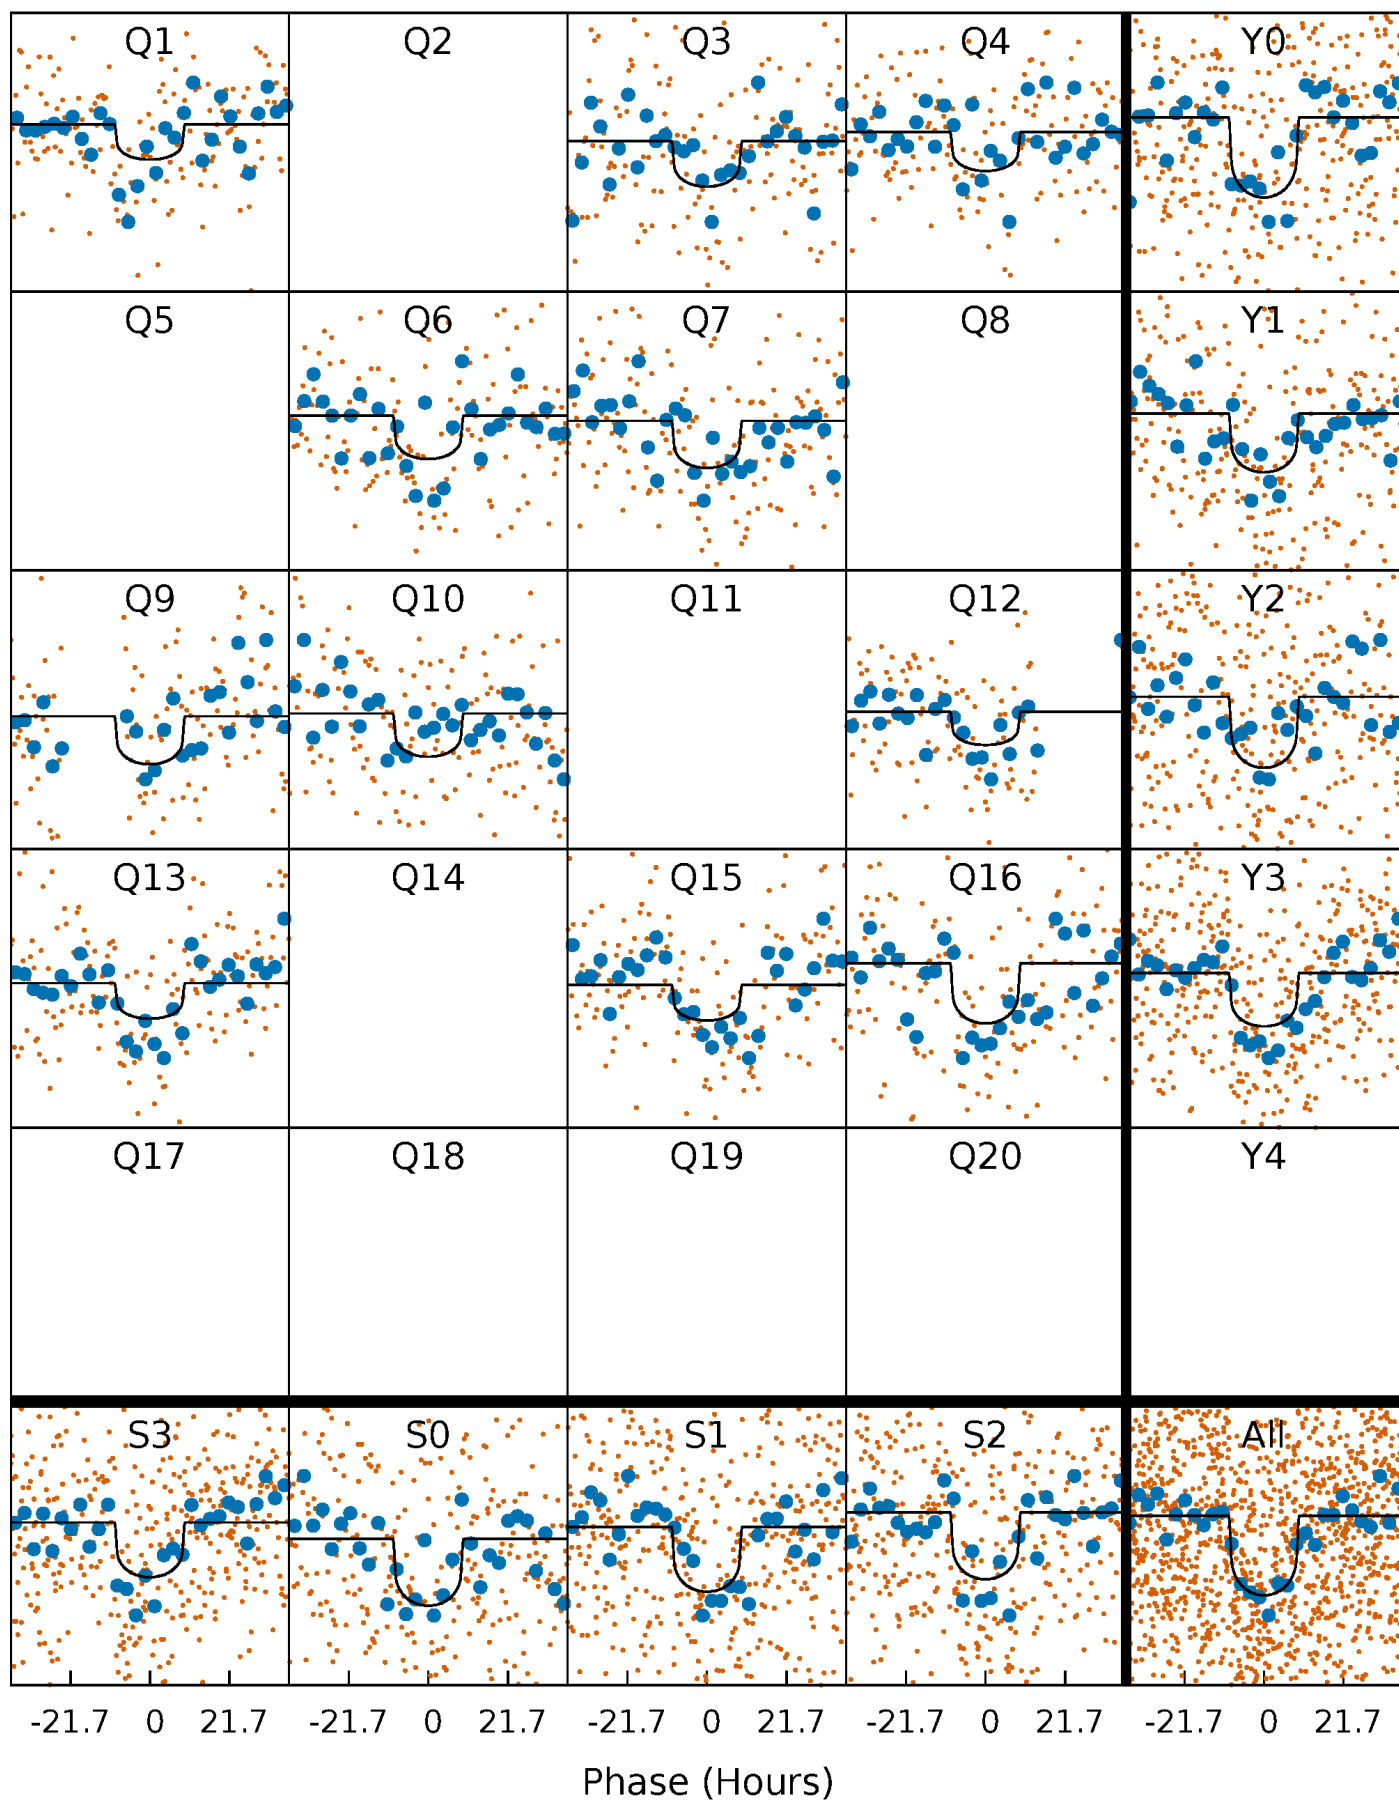 Q1 Q2 Q3 Q4 Y0
Q5 Q6 Q7 Q8 Y1
Q9 Q10 Q11 Q12 Y2
Q13 Q14 Q15 Q16 Y3
Q17 Q18 Q19 Q20 Y4
S3 S0 S1 S2 All
-21.7 0 21.7 -21.7 0 21.7 -21.7 0 21.7 -21.7 0 21.7 -21.7 0 21.7
Phase (Hours)